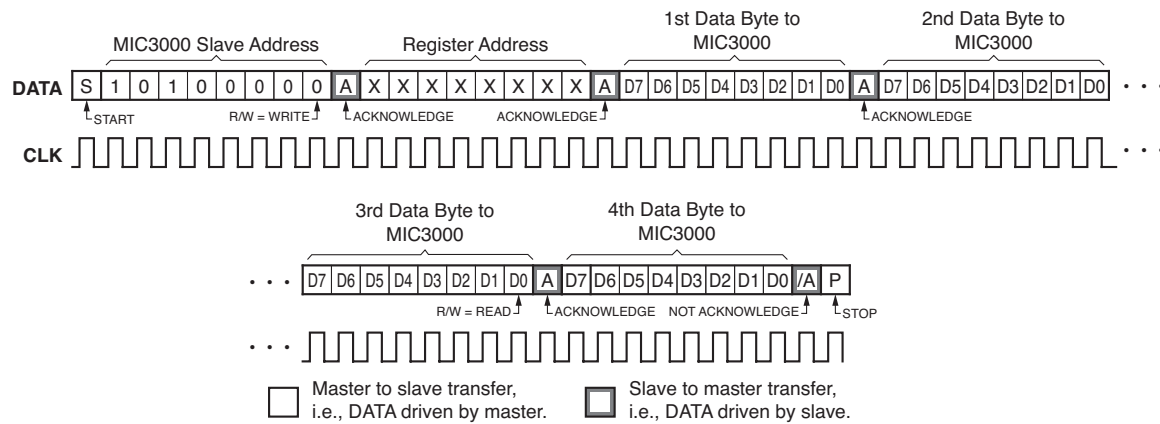 1st Data Byte to
MIC3000
2nd Data Byte to
MIC3000
MIC3000 Slave Address
Register Address
DATA S 1 0 1 0 0 0 0 0 A X X X X X X X X A D7 D6 D5 D4 D3 D2 D1 D0 A D7 D6 D5 D4 D3 D2 D1 D0 • • •
START
R/W = WRITE
ACKNOWLEDGE
ACKNOWLEDGE
ACKNOWLEDGE
CLK • • •
3rd Data Byte to
MIC3000
4th Data Byte to
MIC3000
• • • D7 D6 D5 D4 D3 D2 D1 D0 A D7 D6 D5 D4 D3 D2 D1 D0 /A P
R/W = READ
ACKNOWLEDGE
NOT ACKNOWLEDGE
STOP
• • •
Master to slave transfer,
i.e., DATA driven by master.
Slave to master transfer,
i.e., DATA driven by slave.